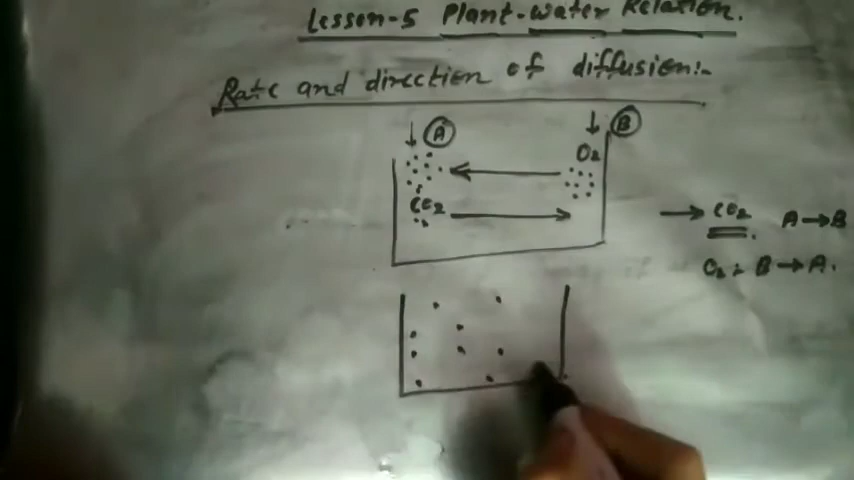 Lesson-5 Plant-water Relation.
Rate and direction of diffusion:-
A B
O2
CO2
→ CO2 A→B
O2: B→A.